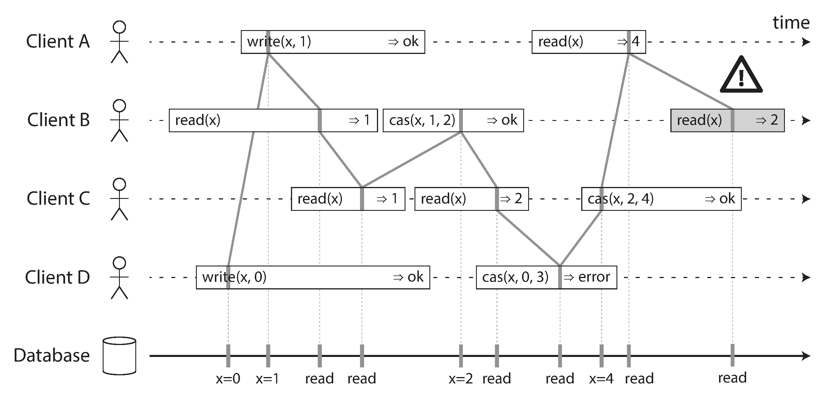 time
Client A write(x, 1) ⇒ ok read(x) ⇒ 4
!
Client B read(x) ⇒ 1 cas(x, 1, 2) ⇒ ok read(x) ⇒ 2
Client C read(x) ⇒ 1 read(x) ⇒ 2 cas(x, 2, 4) ⇒ ok
Client D write(x, 0) ⇒ ok cas(x, 0, 3) ⇒ error
Database
x=0 x=1 read read x=2 read read x=4 read read